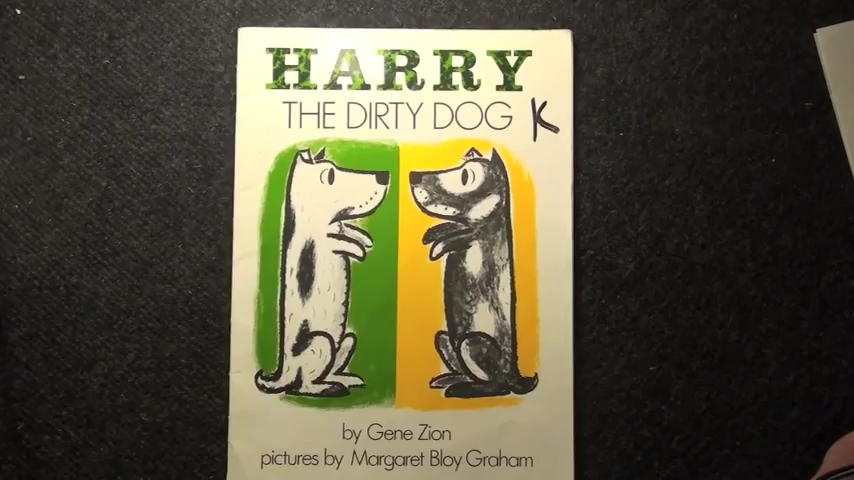 HARRY
THE DIRTY DOG K
by Gene Zion
pictures by Margaret Bloy Graham